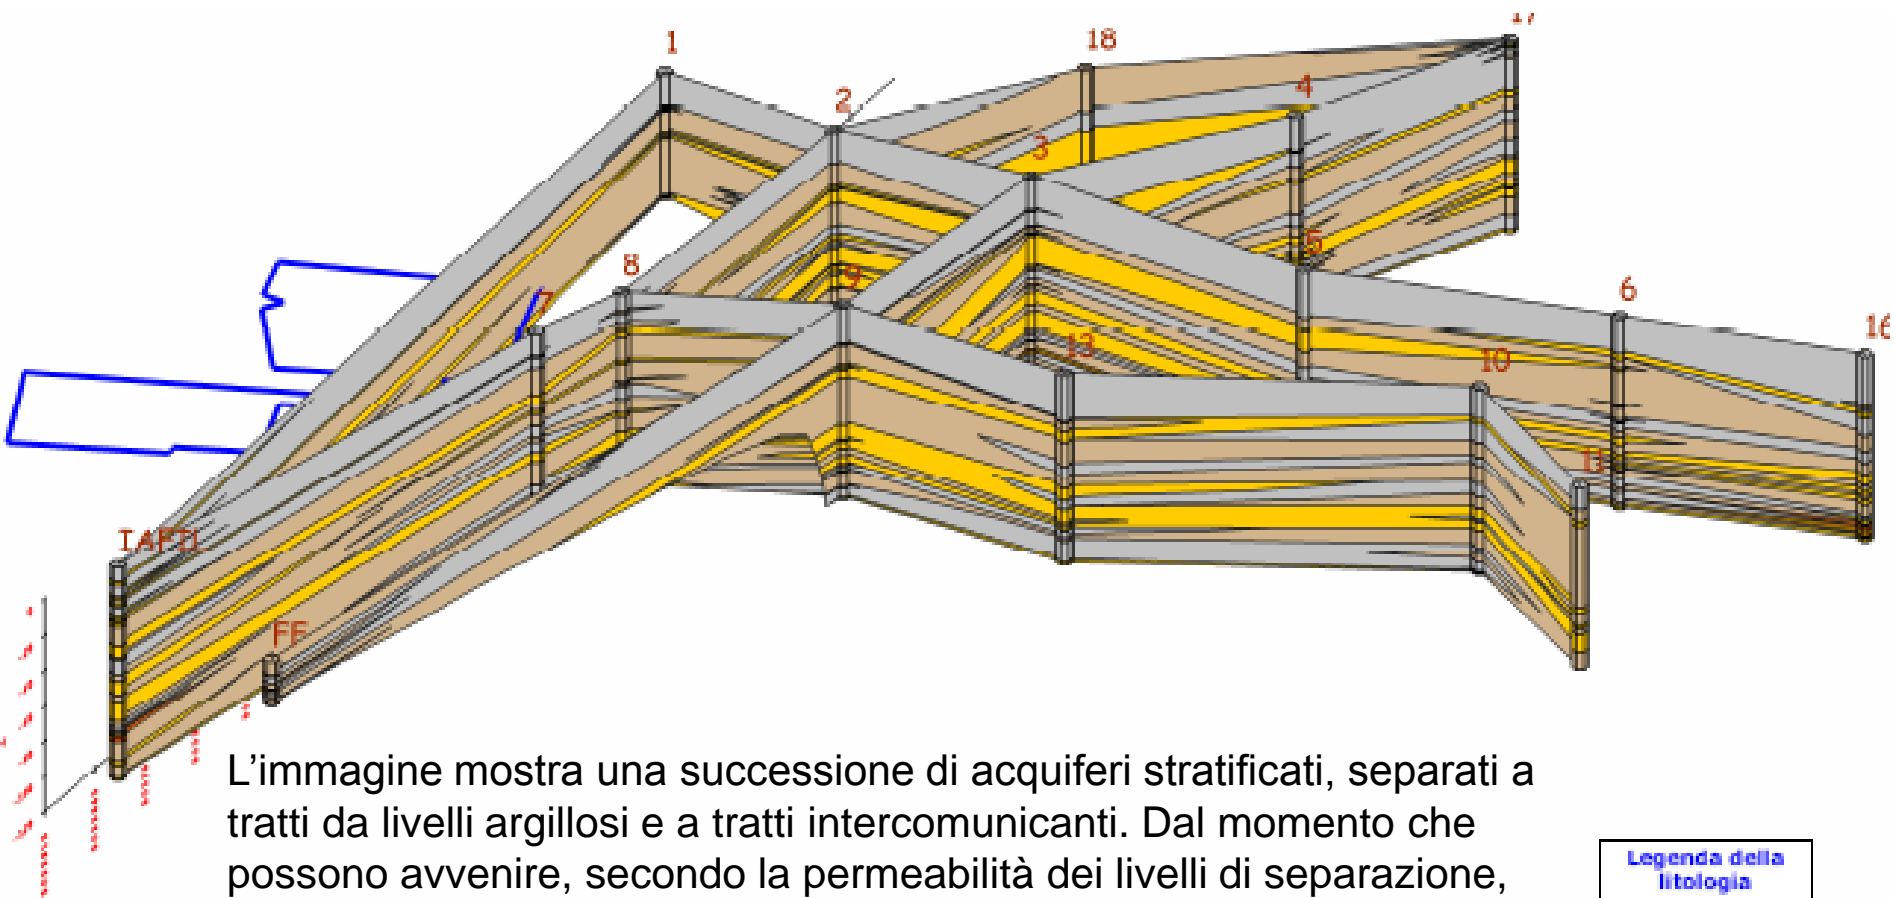 17
1
18
2
4
3
5
8
9
7
6
16
13
10
11
IAFIL
FF
L’immagine mostra una successione di acquiferi stratificati, separati a
tratti da livelli argillosi e a tratti intercomunicanti. Dal momento che
possono avvenire, secondo la permeabilità dei livelli di separazione,
Legenda della
litologia